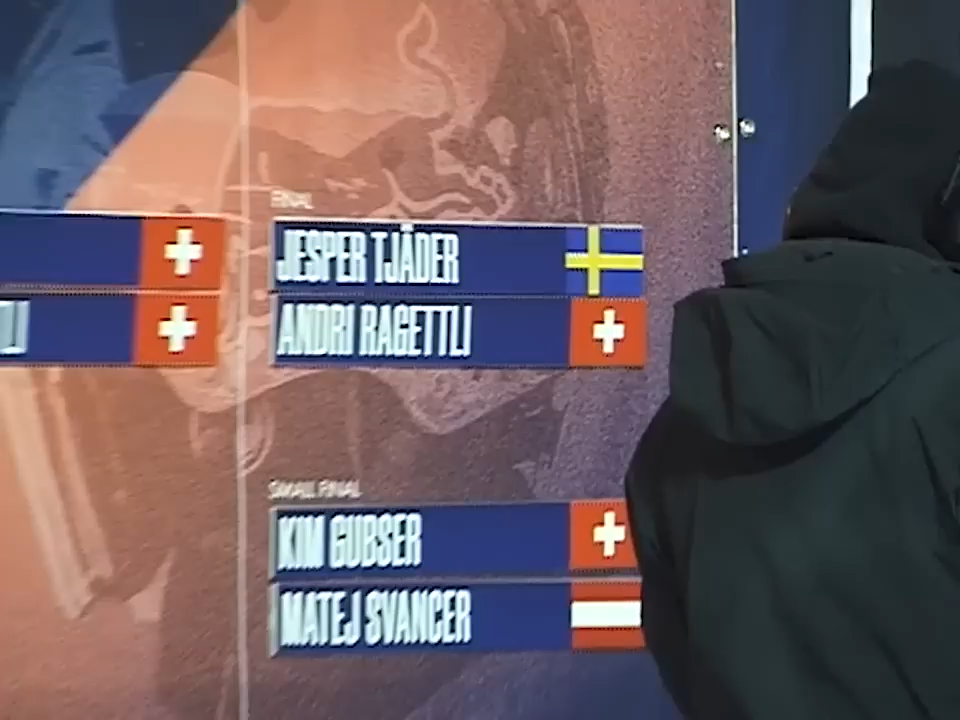 FINAL
JESPER TJÄDER
ANDRI RAGETTLI
SMALL FINAL
KIM GUBSER
MATEJ SVANCER